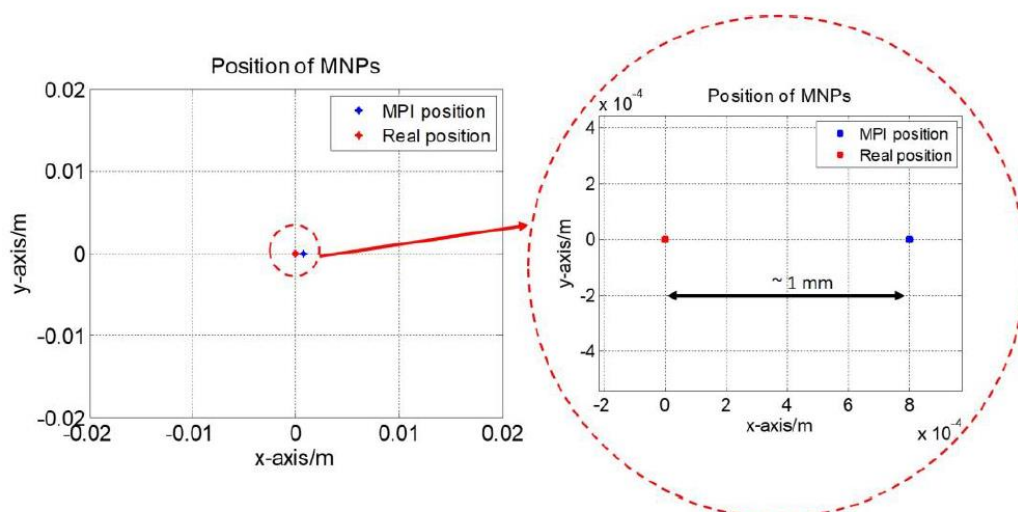 Position of MNPs
0.02
0.01
0
-0.01
-0.02
y-axis/m
MPI position
Real position
-0.02
-0.01
0
0.01
0.02
x-axis/m
Position of MNPs
x 10⁻⁴
4
2
0
-2
-4
y-axis/m
MPI position
Real position
~ 1 mm
-2
0
2
4
6
8
x-axis/m
x 10⁻⁴